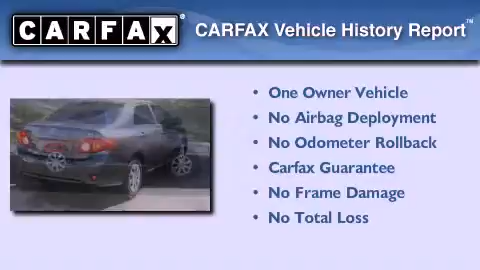 CARFAX® CARFAX Vehicle History Report™
• One Owner Vehicle
• No Airbag Deployment
• No Odometer Rollback
• Carfax Guarantee
• No Frame Damage
• No Total Loss